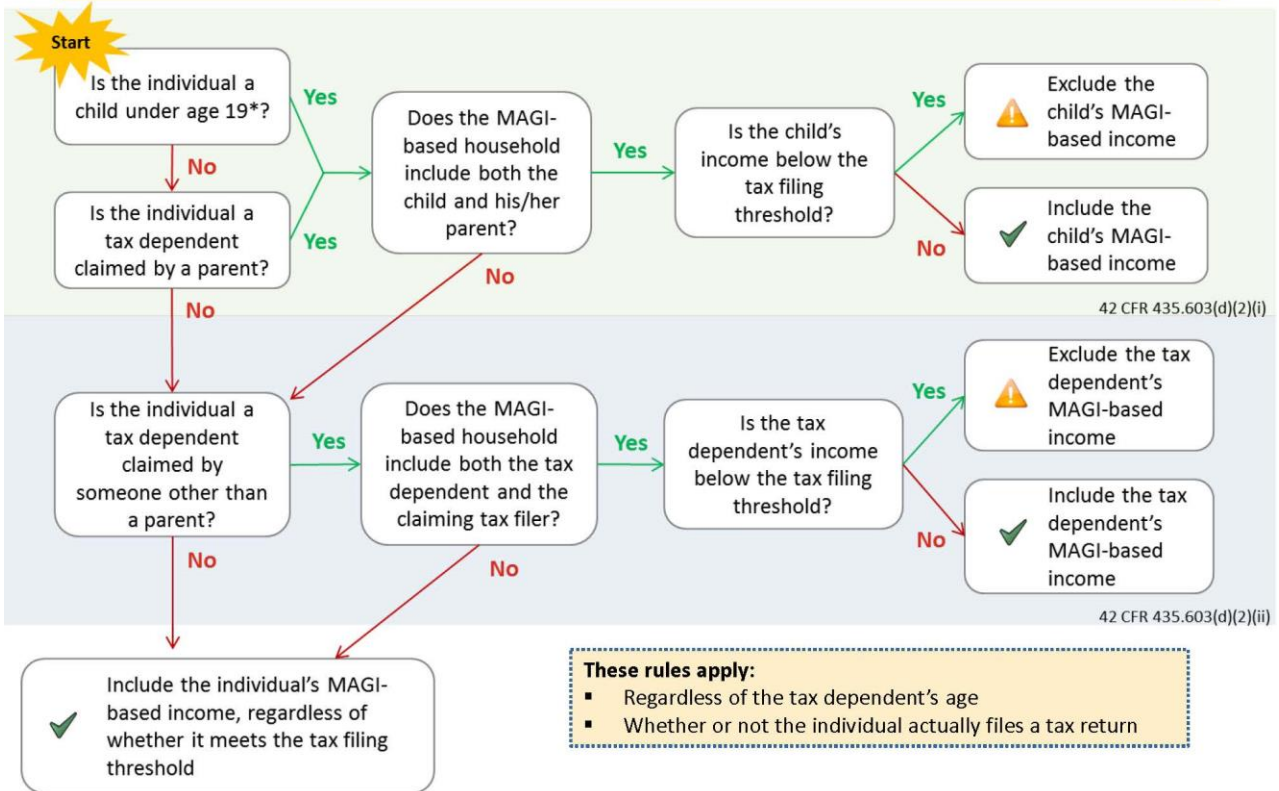 Start
Is the individual a
child under age 19*?
Yes
No
Is the individual a
tax dependent
claimed by a parent?
Yes
No
Does the MAGI-
based household
include both the
child and his/her
parent?
Yes
No
Is the child's
income below the
tax filing
threshold?
Yes
No
Exclude the
child's MAGI-
based income
Include the
child's MAGI-
based income
42 CFR 435.603(d)(2)(i)
Is the individual a
tax dependent
claimed by
someone other than
a parent?
Yes
No
Does the MAGI-
based household
include both the tax
dependent and the
claiming tax filer?
Yes
No
Is the tax
dependent's income
below the tax filing
threshold?
Yes
No
Exclude the tax
dependent's
MAGI-based
income
Include the tax
dependent's
MAGI-based
income
42 CFR 435.603(d)(2)(ii)
Include the individual's MAGI-
based income, regardless of
whether it meets the tax filing
threshold
These rules apply:
▪ Regardless of the tax dependent's age
▪ Whether or not the individual actually files a tax return